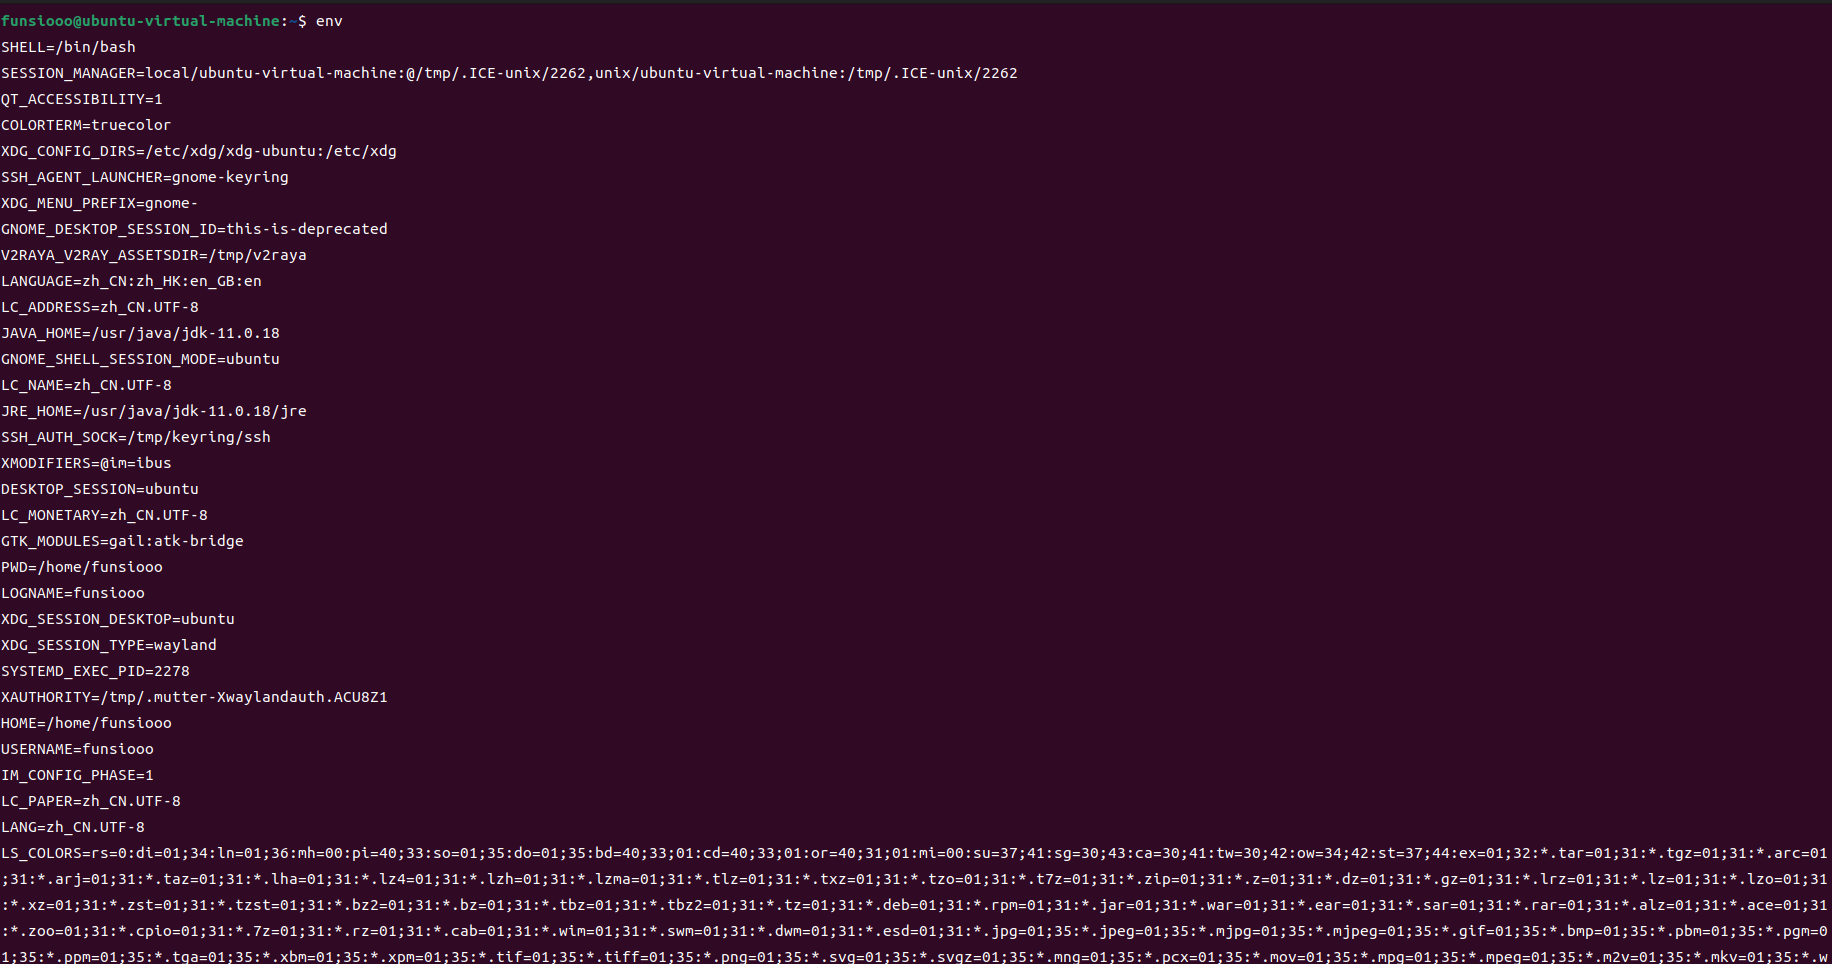 funsiooo@ubuntu-virtual-machine:~$ env
SHELL=/bin/bash
SESSION_MANAGER=local/ubuntu-virtual-machine:@/tmp/.ICE-unix/2262,unix/ubuntu-virtual-machine:/tmp/.ICE-unix/2262
QT_ACCESSIBILITY=1
COLORTERM=truecolor
XDG_CONFIG_DIRS=/etc/xdg/xdg-ubuntu:/etc/xdg
SSH_AGENT_LAUNCHER=gnome-keyring
XDG_MENU_PREFIX=gnome-
GNOME_DESKTOP_SESSION_ID=this-is-deprecated
V2RAYA_V2RAY_ASSETSDIR=/tmp/v2raya
LANGUAGE=zh_CN:zh_HK:en_GB:en
LC_ADDRESS=zh_CN.UTF-8
JAVA_HOME=/usr/java/jdk-11.0.18
GNOME_SHELL_SESSION_MODE=ubuntu
LC_NAME=zh_CN.UTF-8
JRE_HOME=/usr/java/jdk-11.0.18/jre
SSH_AUTH_SOCK=/tmp/keyring/ssh
XMODIFIERS=@im=ibus
DESKTOP_SESSION=ubuntu
LC_MONETARY=zh_CN.UTF-8
GTK_MODULES=gail:atk-bridge
PWD=/home/funsiooo
LOGNAME=funsiooo
XDG_SESSION_DESKTOP=ubuntu
XDG_SESSION_TYPE=wayland
SYSTEMD_EXEC_PID=2278
XAUTHORITY=/tmp/.mutter-Xwaylandauth.ACU8Z1
HOME=/home/funsiooo
USERNAME=funsiooo
IM_CONFIG_PHASE=1
LC_PAPER=zh_CN.UTF-8
LANG=zh_CN.UTF-8
LS_COLORS=rs=0:di=01;34:ln=01;36:mh=00:pi=40;33:so=01;35:do=01;35:bd=40;33;01:cd=40;33;01:or=40;31;01:mi=00:su=37;41:sg=30;43:ca=30;41:tw=30;42:ow=34;42:st=37;44:ex=01;32:*.tar=01;31:*.tgz=01;31:*.arc=01
;31:*.arj=01;31:*.taz=01;31:*.lha=01;31:*.lz4=01;31:*.lzh=01;31:*.lzma=01;31:*.tlz=01;31:*.txz=01;31:*.tzo=01;31:*.t7z=01;31:*.zip=01;31:*.z=01;31:*.dz=01;31:*.gz=01;31:*.lrz=01;31:*.lz=01;31:*.lzo=01;31
:*.xz=01;31:*.zst=01;31:*.tzst=01;31:*.bz2=01;31:*.bz=01;31:*.tbz=01;31:*.tbz2=01;31:*.tz=01;31:*.deb=01;31:*.rpm=01;31:*.jar=01;31:*.war=01;31:*.ear=01;31:*.sar=01;31:*.rar=01;31:*.alz=01;31:*.ace=01;31
:*.zoo=01;31:*.cpio=01;31:*.7z=01;31:*.rz=01;31:*.cab=01;31:*.wim=01;31:*.swm=01;31:*.dwm=01;31:*.esd=01;31:*.jpg=01;35:*.jpeg=01;35:*.mjpg=01;35:*.mjpeg=01;35:*.gif=01;35:*.bmp=01;35:*.pbm=01;35:*.pgm=0
1;35:*.ppm=01;35:*.tga=01;35:*.xbm=01;35:*.xpm=01;35:*.tif=01;35:*.tiff=01;35:*.png=01;35:*.svg=01;35:*.svgz=01;35:*.mng=01;35:*.pcx=01;35:*.mov=01;35:*.mpg=01;35:*.mpeg=01;35:*.m2v=01;35:*.mkv=01;35:*.w